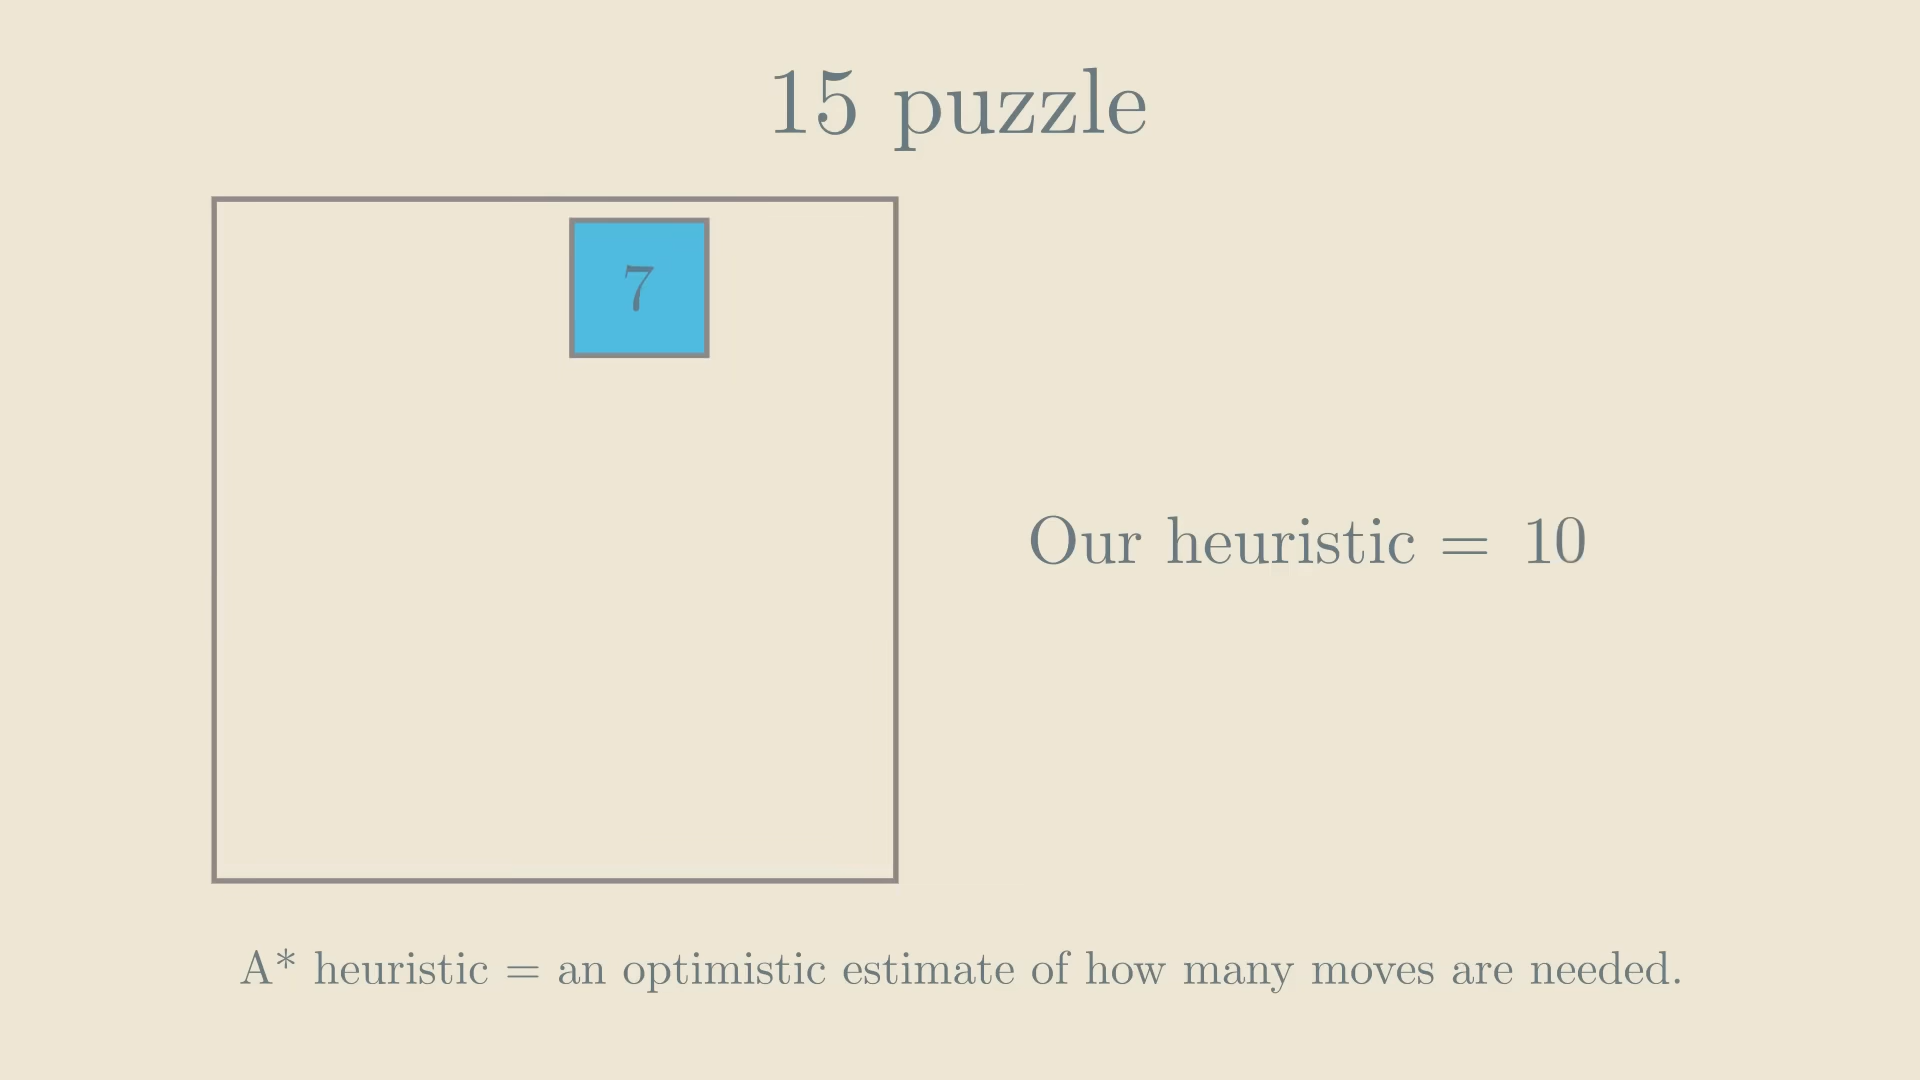 15 puzzle
7
Our heuristic = 10
A* heuristic = an optimistic estimate of how many moves are needed.